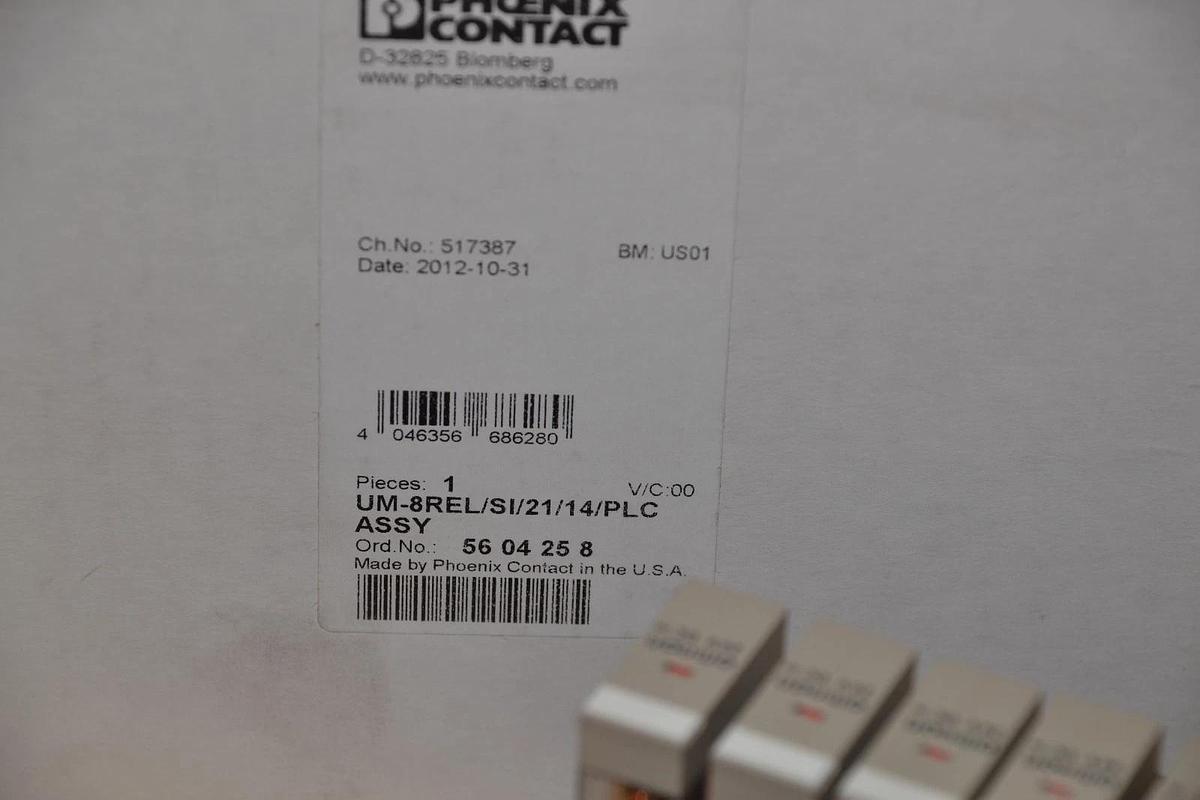 PHOENIX
CONTACT
D-32825 Blomberg
www.phoenixcontact.com
Ch.No.: 517387
BM: US01
Date: 2012-10-31
4 046356 686280
Pieces: 1
V/C:00
UM-8REL/SI/21/14/PLC
ASSY
Ord.No.: 56 04 25 8
Made by Phoenix Contact in the U.S.A.